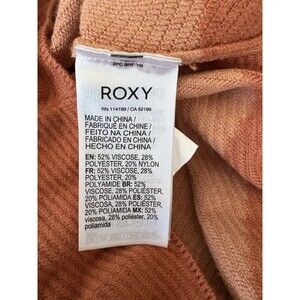 ROXY
RN 114199 / CA 52199
MADE IN CHINA /
FABRIQUÉ EN CHINE /
FEITO NA CHINA /
FABRICADO EN CHINA /
HECHO EN CHINA
EN: 52% VISCOSE, 28%
POLYESTER, 20% NYLON
FR: 52% VISCOSE, 28%
POLYESTER, 20%
POLYAMIDE BR: 52%
VISCOSE, 28% POLIÉSTER,
20% POLIAMIDA ES: 52%
VISCOSA, 28% POLIÉSTER,
20% POLIAMIDA MX: 52%
viscosa, 28% poliéster, 20%
poliamida